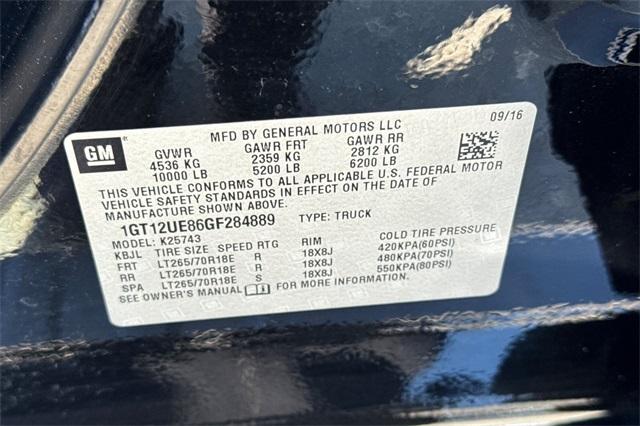 MFD BY GENERAL MOTORS LLC 09/16
GM GVWR GAWR FRT GAWR RR
4536 KG 2359 KG 2812 KG
10000 LB 5200 LB 6200 LB
THIS VEHICLE CONFORMS TO ALL APPLICABLE U.S. FEDERAL MOTOR
VEHICLE SAFETY STANDARDS IN EFFECT ON THE DATE OF
MANUFACTURE SHOWN ABOVE.
1GT12UE86GF284889 TYPE: TRUCK
MODEL: K25743
KBJL TIRE SIZE SPEED RTG RIM COLD TIRE PRESSURE
FRT LT265/70R18E R 18X8J 420KPA(60PSI)
RR LT265/70R18E R 18X8J 480KPA(70PSI)
SPA LT265/70R18E S 18X8J 550KPA(80PSI)
SEE OWNER'S MANUAL FOR MORE INFORMATION.